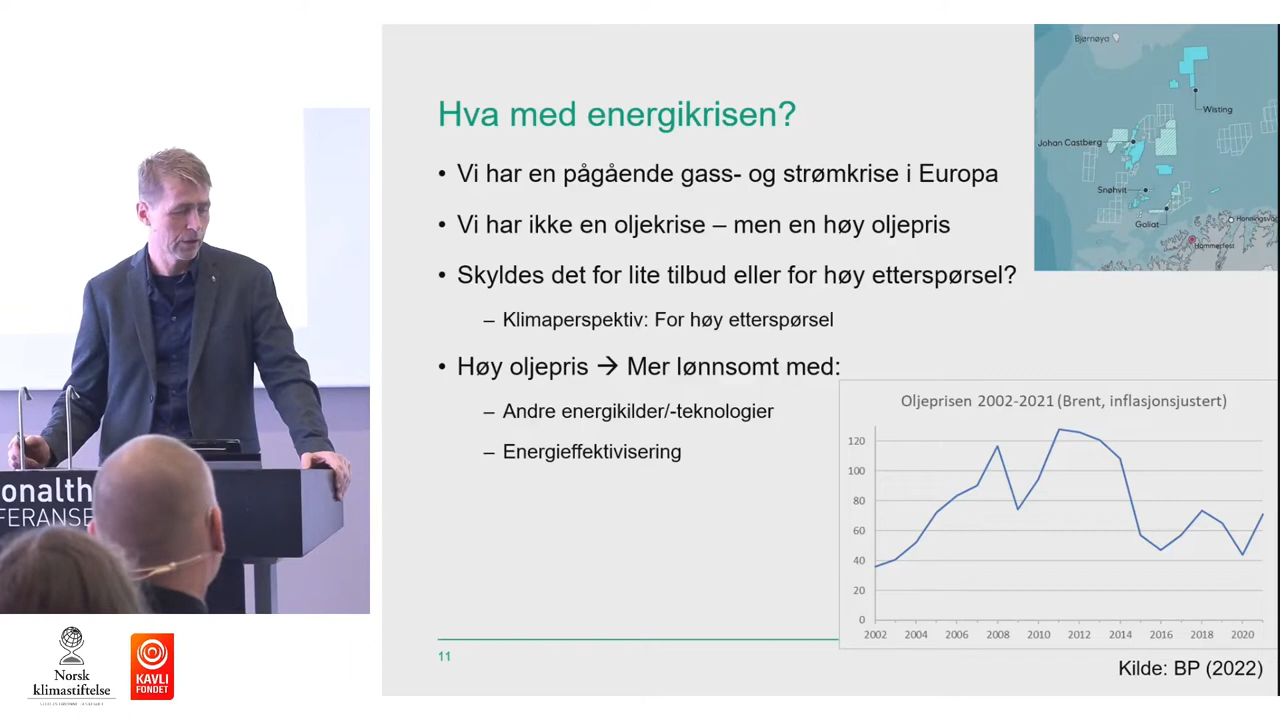 Hva med energikrisen?
• Vi har en pågående gass- og strømkrise i Europa
• Vi har ikke en oljekrise – men en høy oljepris
• Skyldes det for lite tilbud eller for høy etterspørsel?
– Klimaperspektiv: For høy etterspørsel
• Høy oljepris → Mer lønnsomt med:
– Andre energikilder/-teknologier
– Energieffektivisering
Bjørnøya
Wisting
Johan Castberg
Snøhvit
Goliat
Honningsvåg
Hammerfest
Oljeprisen 2002-2021 (Brent, inflasjonsjustert)
120
100
80
60
40
20
0
2002 2004 2006 2008 2010 2012 2014 2016 2018 2020
11
Kilde: BP (2022)
onalth
FERANSE
Norsk
klimastiftelse
KAVLI
FONDET